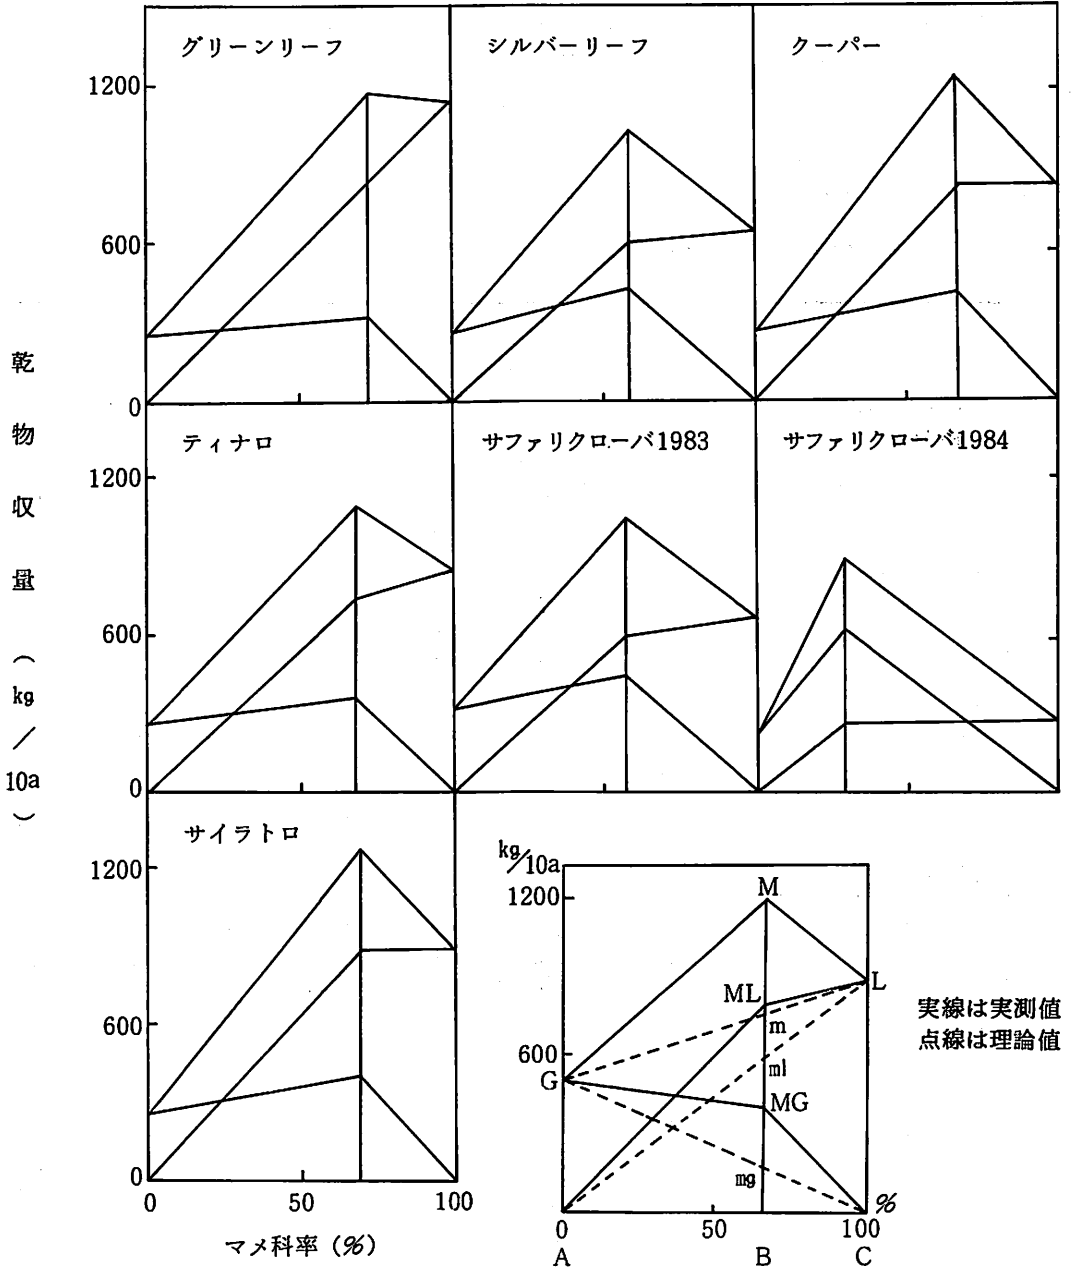 グリーンリーフ
シルバーリーフ
クーパー
1200
600
0
ティナロ
サファリクローバ1983
サファリクローバ1984
1200
600
0
サイラトロ
1200
600
0
0 50 100
マメ科率（%）
乾物収量（kg/10a）
kg/10a
1200
600
M
ML
L
m
ml
G
MG
mg
%
0 50 100
A B C
実線は実測値
点線は理論値